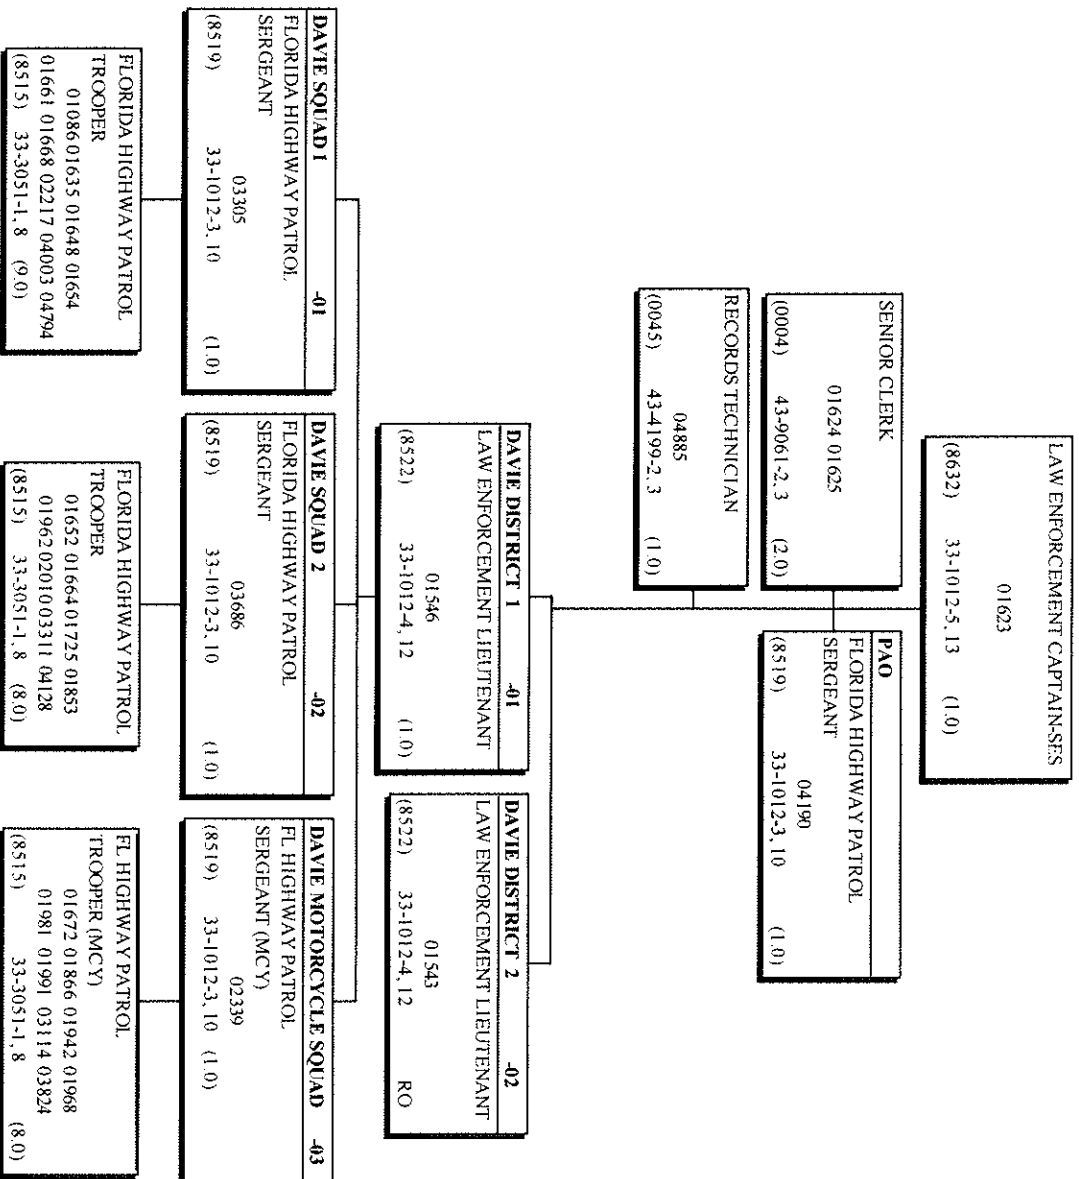 LAW ENFORCEMENT CAPTAIN-SES
01623
(8632) 33-1012-5, 13 (1.0)
SENIOR CLERK
01624 01625
(0004) 43-9061-2, 3 (2.0)
PAO
FLORIDA HIGHWAY PATROL
SERGEANT
04190
(8519) 33-1012-3, 10 (1.0)
RECORDS TECHNICIAN
04885
(0045) 43-4199-2, 3 (1.0)
DAVIE DISTRICT 1 -01
LAW ENFORCEMENT LIEUTENANT
01546
(8522) 33-1012-4, 12 (1.0)
DAVIE DISTRICT 2 -02
LAW ENFORCEMENT LIEUTENANT
01543
(8522) 33-1012-4, 12 RO
DAVIE SQUAD 1 -01
FLORIDA HIGHWAY PATROL
SERGEANT
03305
(8519) 33-1012-3, 10 (1.0)
DAVIE SQUAD 2 -02
FLORIDA HIGHWAY PATROL
SERGEANT
03686
(8519) 33-1012-3, 10 (1.0)
DAVIE MOTORCYCLE SQUAD -03
FL HIGHWAY PATROL
SERGEANT (MCY)
02339
(8519) 33-1012-3, 10 (1.0)
FLORIDA HIGHWAY PATROL
TROOPER
01086 01635 01648 01654
01661 01668 02217 04003 04794
(8515) 33-3051-1, 8 (9.0)
FLORIDA HIGHWAY PATROL
TROOPER
01652 01664 01725 01853
01962 02010 03311 04128
(8515) 33-3051-1, 8 (8.0)
FL HIGHWAY PATROL
TROOPER (MCY)
01672 01866 01942 01968
01981 01991 03114 03824
(8515) 33-3051-1, 8 (8.0)